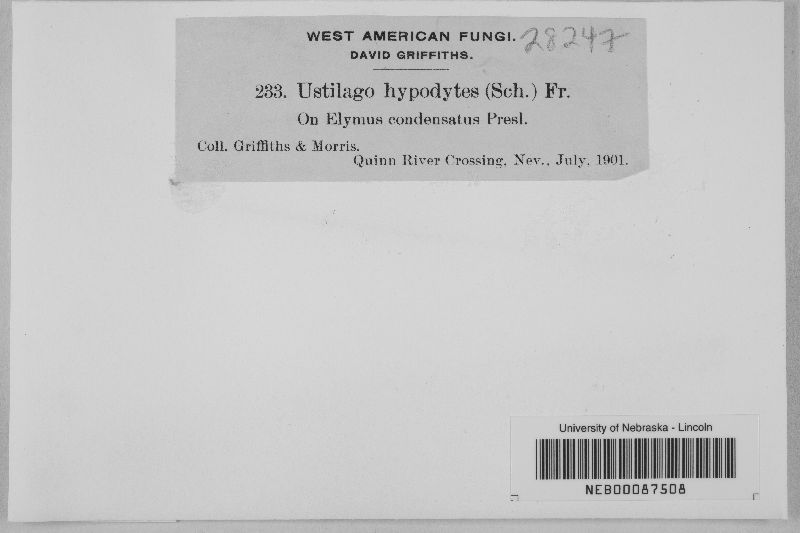 WEST AMERICAN FUNGI. 28247
DAVID GRIFFITHS.
233. Ustilago hypodytes (Sch.) Fr.
On Elymus condensatus Presl.
Coll. Griffiths & Morris.
Quinn River Crossing, Nev., July, 1901.
University of Nebraska - Lincoln
NEB00087508